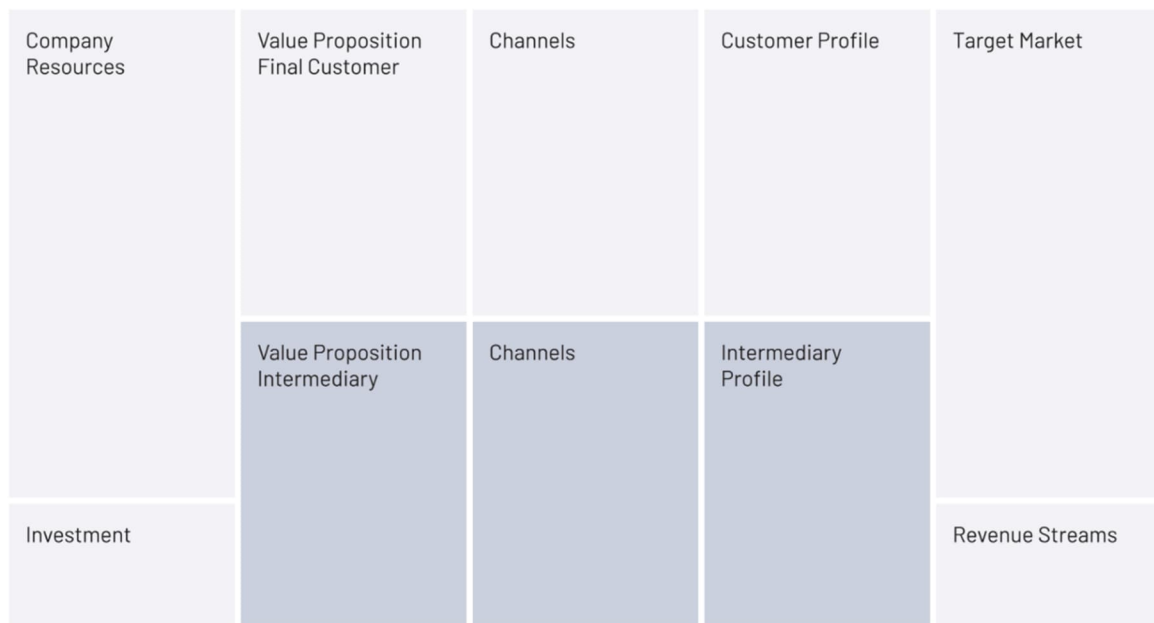 Company
Resources
Value Proposition
Final Customer
Channels
Customer Profile
Target Market
Value Proposition
Intermediary
Channels
Intermediary
Profile
Investment
Revenue Streams